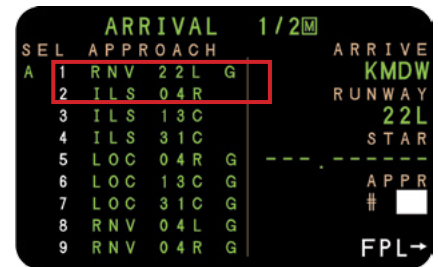 ARRIVAL 1/2M
SEL APPROACH ARRIVE
A 1 RNV 22L G KMDW
2 ILS 04R RUNWAY
3 ILS 13C 22L
4 ILS 31C STAR
5 LOC 04R G ---.------
6 LOC 13C G APPR
7 LOC 31C G #
8 RNV 04L G
9 RNV 04R G FPL→